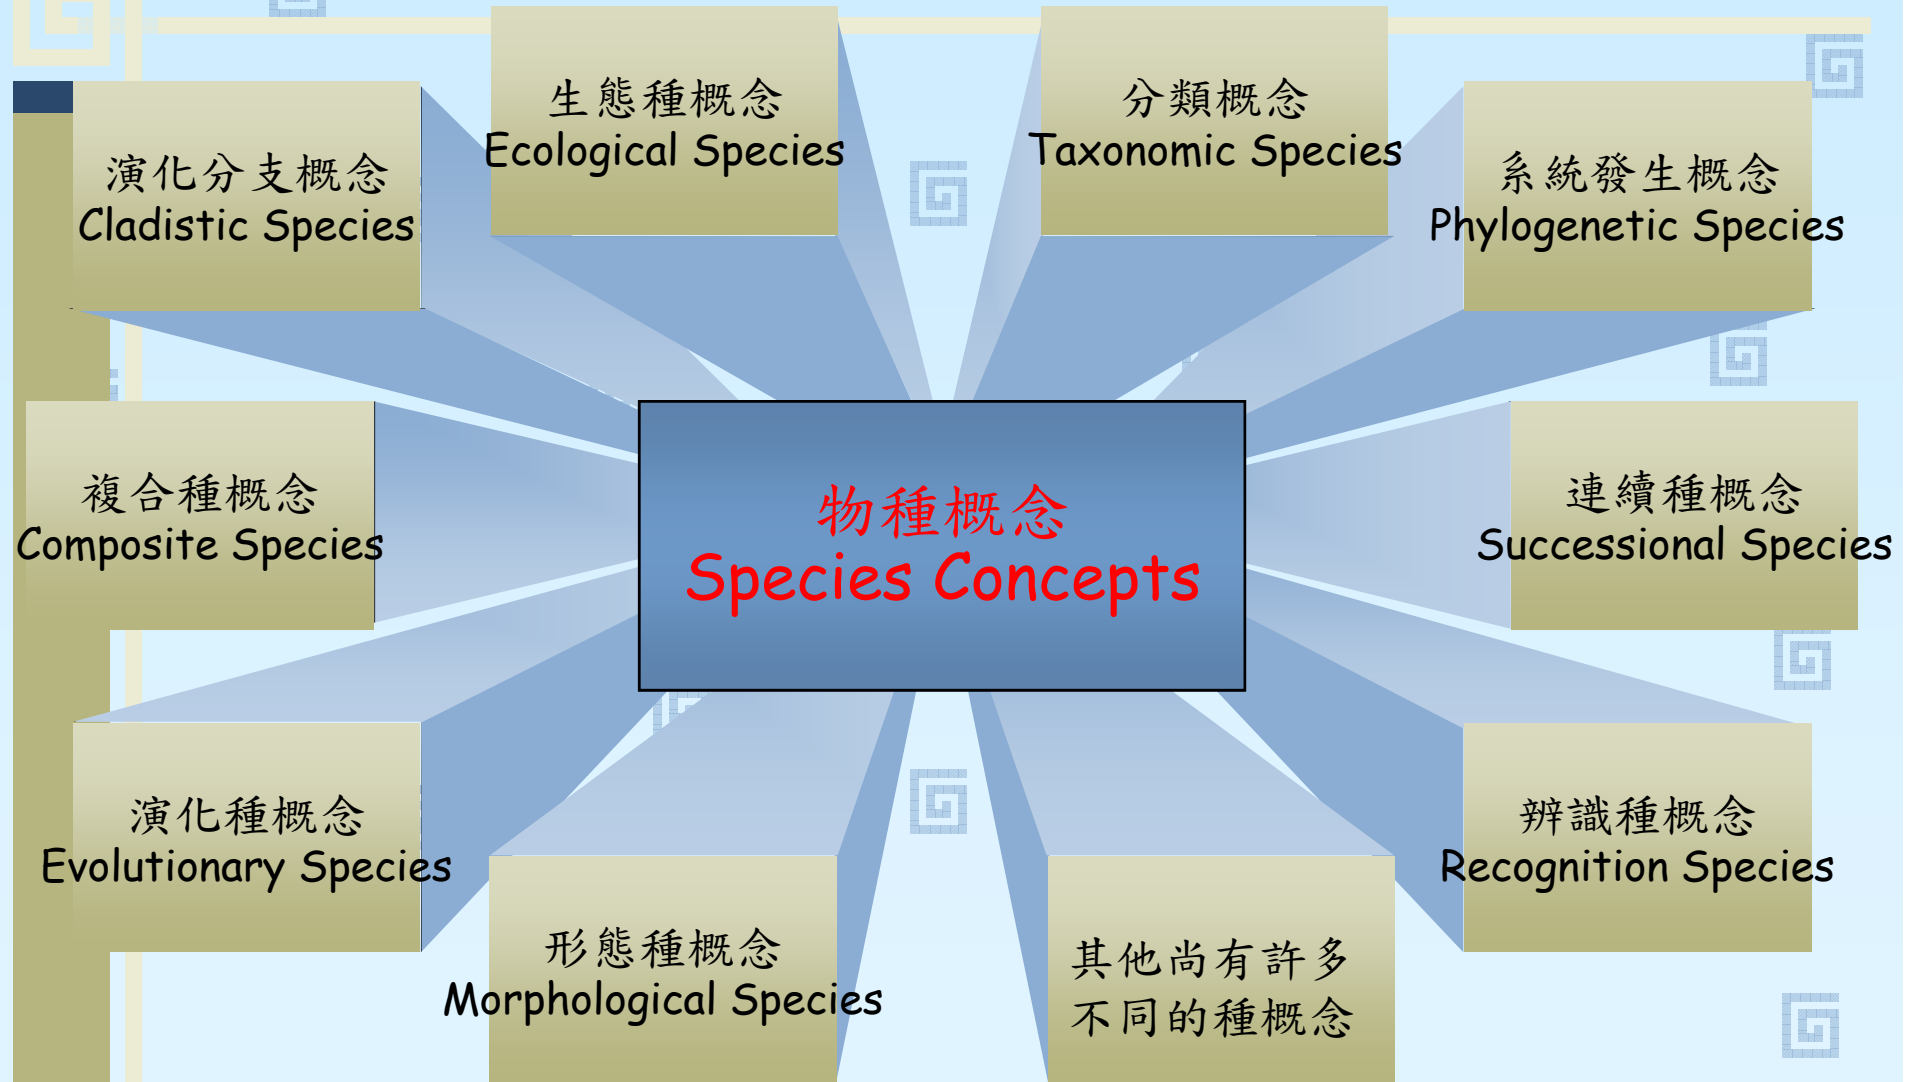 生態種概念
Ecological Species
分類概念
Taxonomic Species
演化分支概念
Cladistic Species
系統發生概念
Phylogenetic Species
複合種概念
Composite Species
物種概念
Species Concepts
連續種概念
Successional Species
演化種概念
Evolutionary Species
辨識種概念
Recognition Species
形態種概念
Morphological Species
其他尚有許多
不同的種概念